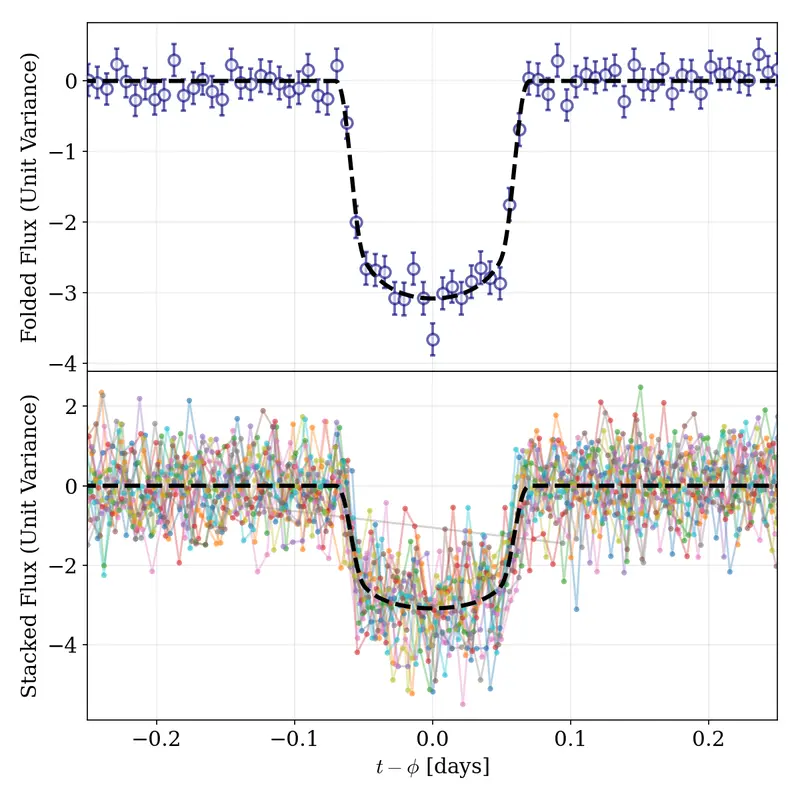 Folded Flux (Unit Variance)
0
−1
−2
−3
−4
Stacked Flux (Unit Variance)
2
0
−2
−4
−0.2 −0.1 0.0 0.1 0.2
t − ϕ [days]